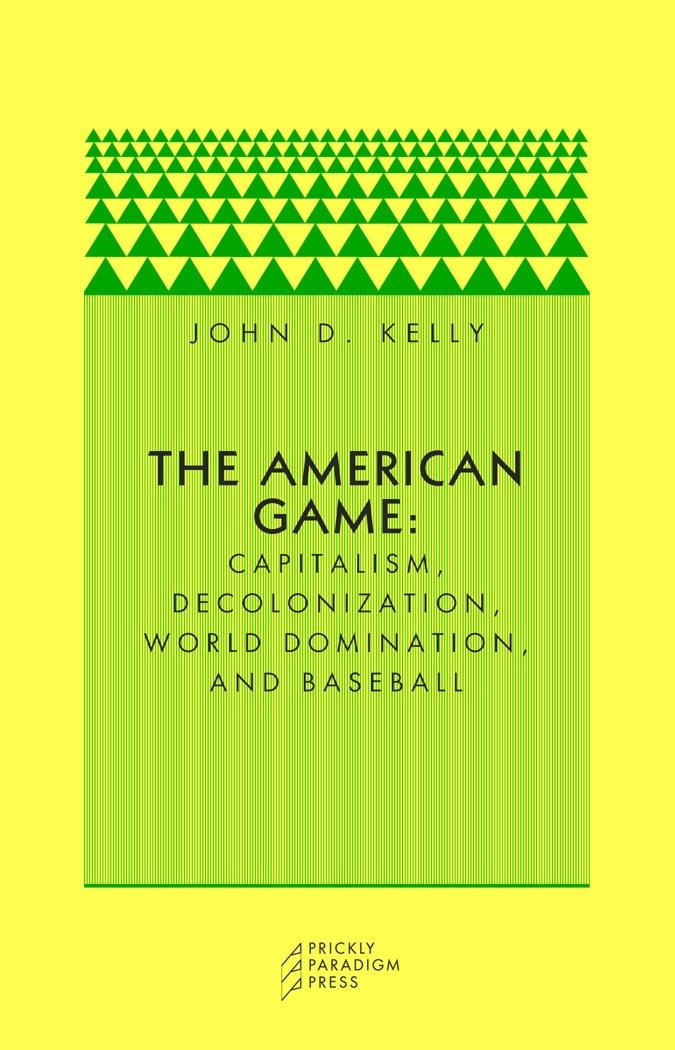 JOHN D. KELLY
THE AMERICAN
GAME:
CAPITALISM,
DECOLONIZATION,
WORLD DOMINATION,
AND BASEBALL
PRICKLY
PARADIGM
PRESS